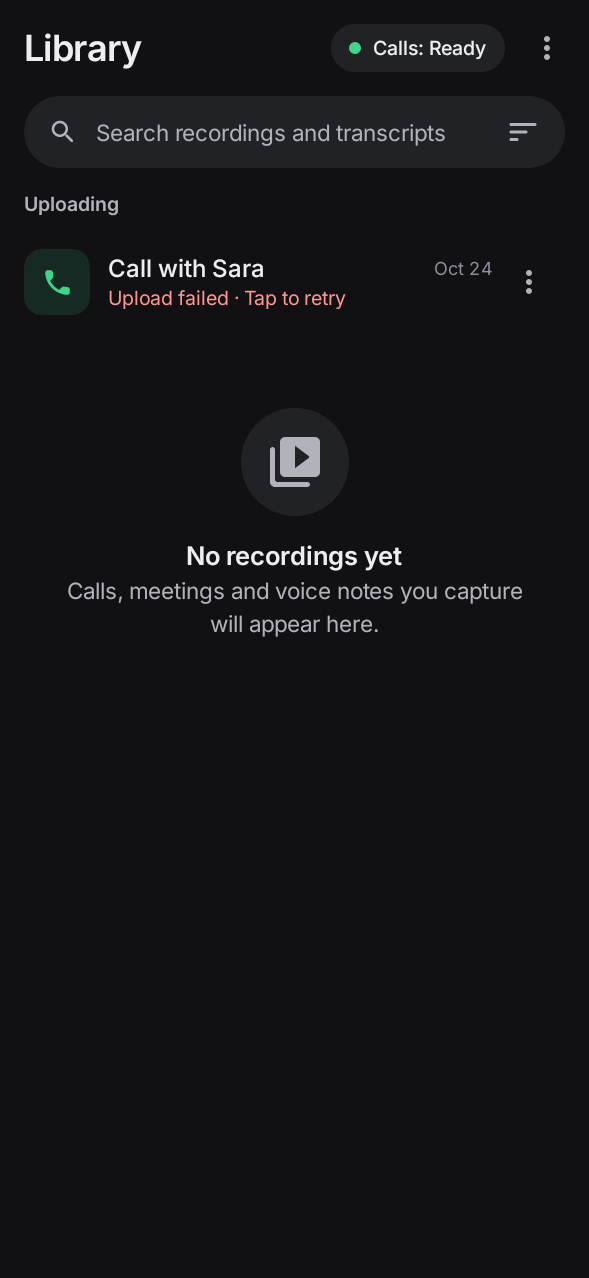 Library
Calls: Ready
Search recordings and transcripts
Uploading
Call with Sara
Oct 24
Upload failed · Tap to retry
No recordings yet
Calls, meetings and voice notes you capture
will appear here.